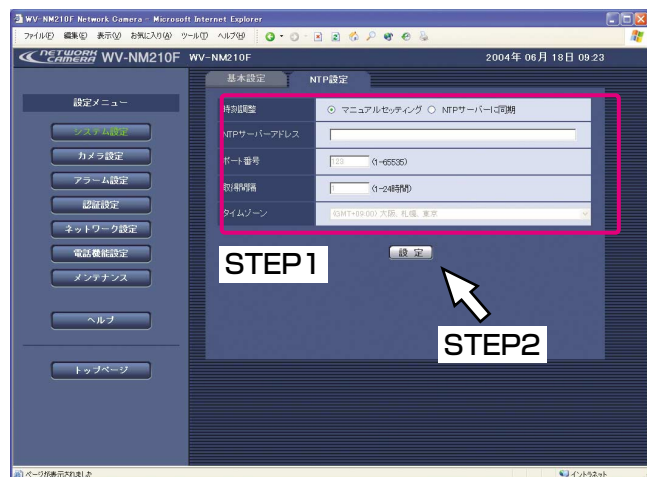 WV-NM210F Network Camera - Microsoft Internet Explorer
ファイル(F) 編集(E) 表示(V) お気に入り(A) ツール(T) ヘルプ(H)
NETWORK CAMERA WV-NM210F WV-NM210F 2004年 06月 18日 09:23
基本設定 NTP設定
設定メニュー
システム設定
カメラ設定
アラーム設定
認証設定
ネットワーク設定
電話機能設定
メンテナンス
ヘルプ
トップページ
時刻調整 マニュアルセッティング NTPサーバーに同期
NTPサーバーアドレス
ポート番号 123 (1-65535)
取得間隔 1 (1-24時間)
タイムゾーン (GMT+09:00) 大阪、札幌、東京
STEP1
設定
STEP2
ページが表示されました イントラネット